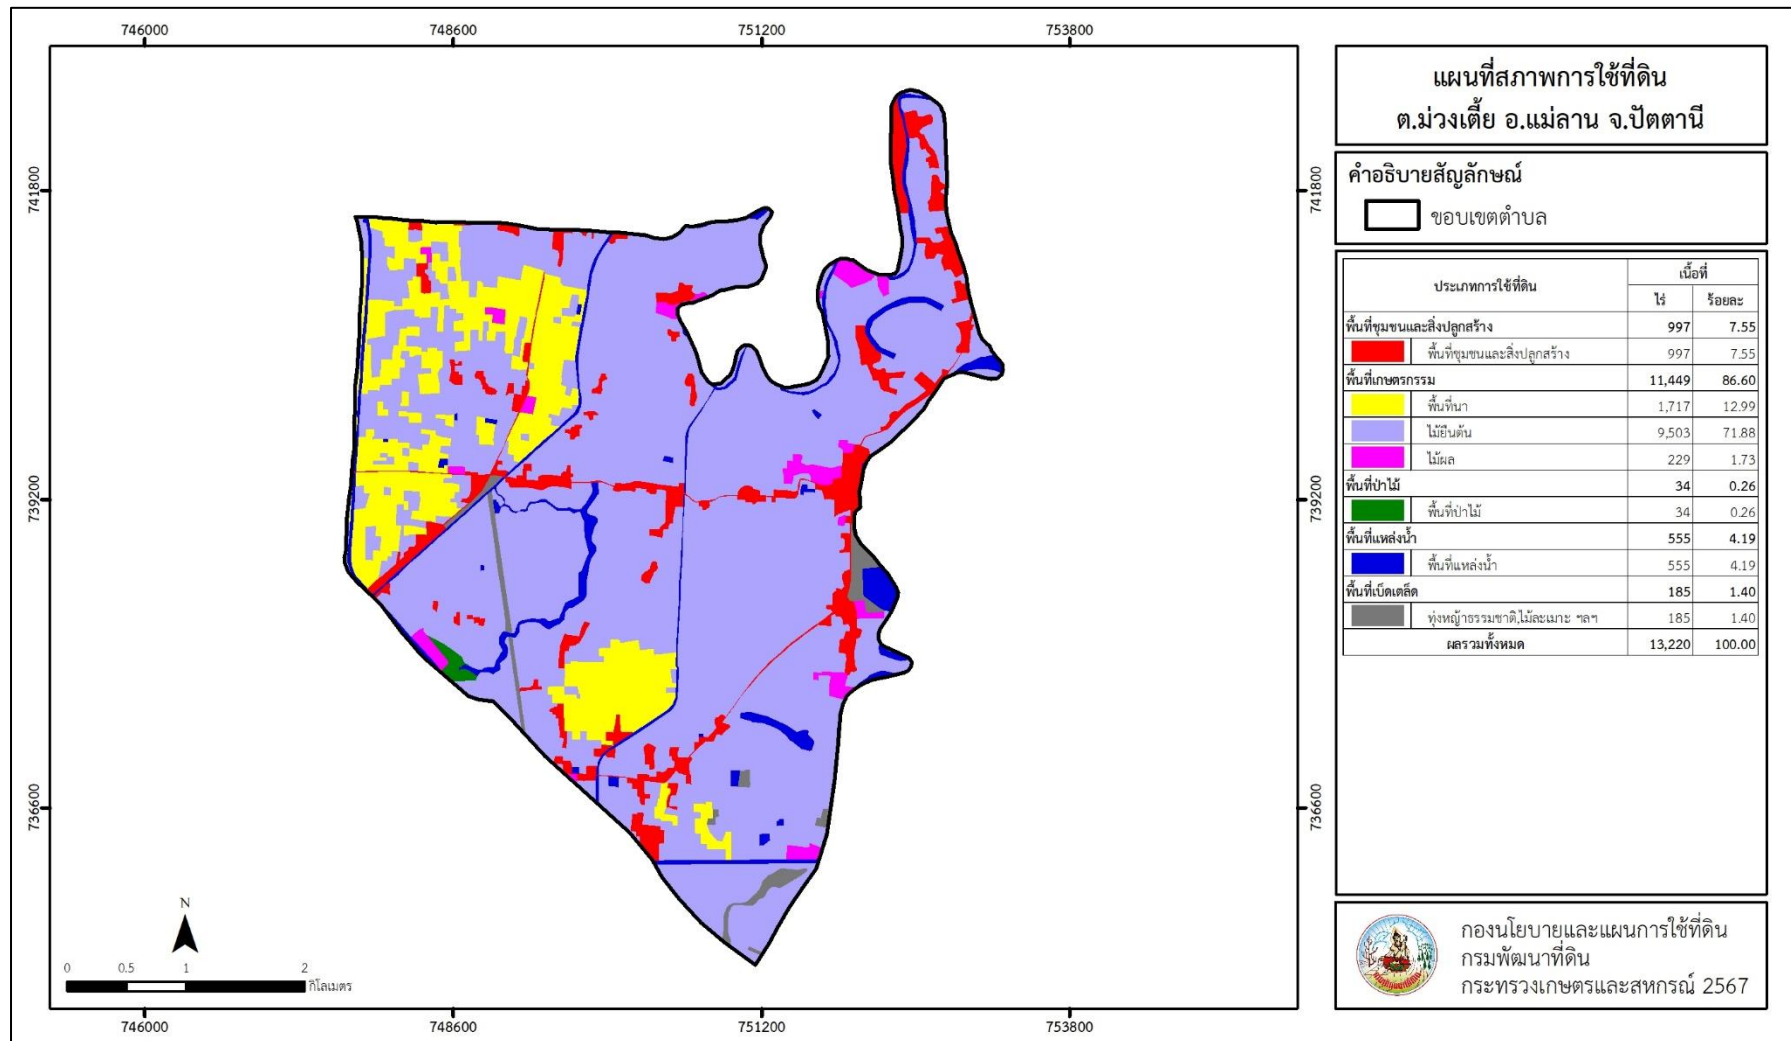 746000
748600
751200
753800
741800
741800
739200
739200
736600
736600
746000
748600
751200
753800
N
0 0.5 1 2
กิโลเมตร
แผนที่สภาพการใช้ที่ดิน
ต.ม่วงเตี้ย อ.แม่ลาน จ.ปัตตานี
คำอธิบายสัญลักษณ์
ขอบเขตตำบล
ประเภทการใช้ที่ดิน เนื้อที่
ไร่ ร้อยละ
พื้นที่ชุมชนและสิ่งปลูกสร้าง 997 7.55
พื้นที่ชุมชนและสิ่งปลูกสร้าง 997 7.55
พื้นที่เกษตรกรรม 11,449 86.60
พื้นที่นา 1,717 12.99
ไม้ยืนต้น 9,503 71.88
ไม้ผล 229 1.73
พื้นที่ป่าไม้ 34 0.26
พื้นที่ป่าไม้ 34 0.26
พื้นที่แหล่งน้ำ 555 4.19
พื้นที่แหล่งน้ำ 555 4.19
พื้นที่เบ็ดเตล็ด 185 1.40
ทุ่งหญ้าธรรมชาติ,ไม้ละเมาะ ฯลฯ 185 1.40
ผลรวมทั้งหมด 13,220 100.00
กองนโยบายและแผนการใช้ที่ดิน
กรมพัฒนาที่ดิน
กระทรวงเกษตรและสหกรณ์ 2567